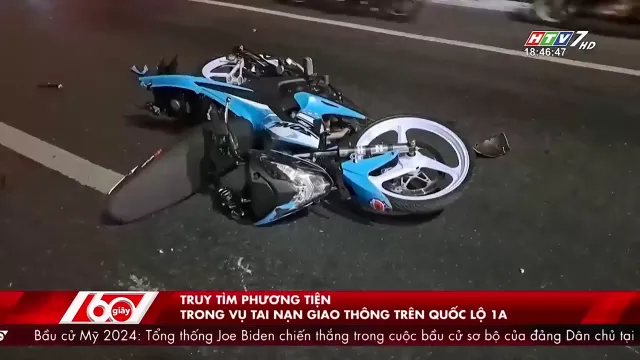 HTV7 HD
18:46:47
60 giây
TRUY TÌM PHƯƠNG TIỆN
TRONG VỤ TAI NẠN GIAO THÔNG TRÊN QUỐC LỘ 1A
Bầu cử Mỹ 2024: Tổng thống Joe Biden chiến thắng trong cuộc bầu cử sơ bộ của đảng Dân chủ tại